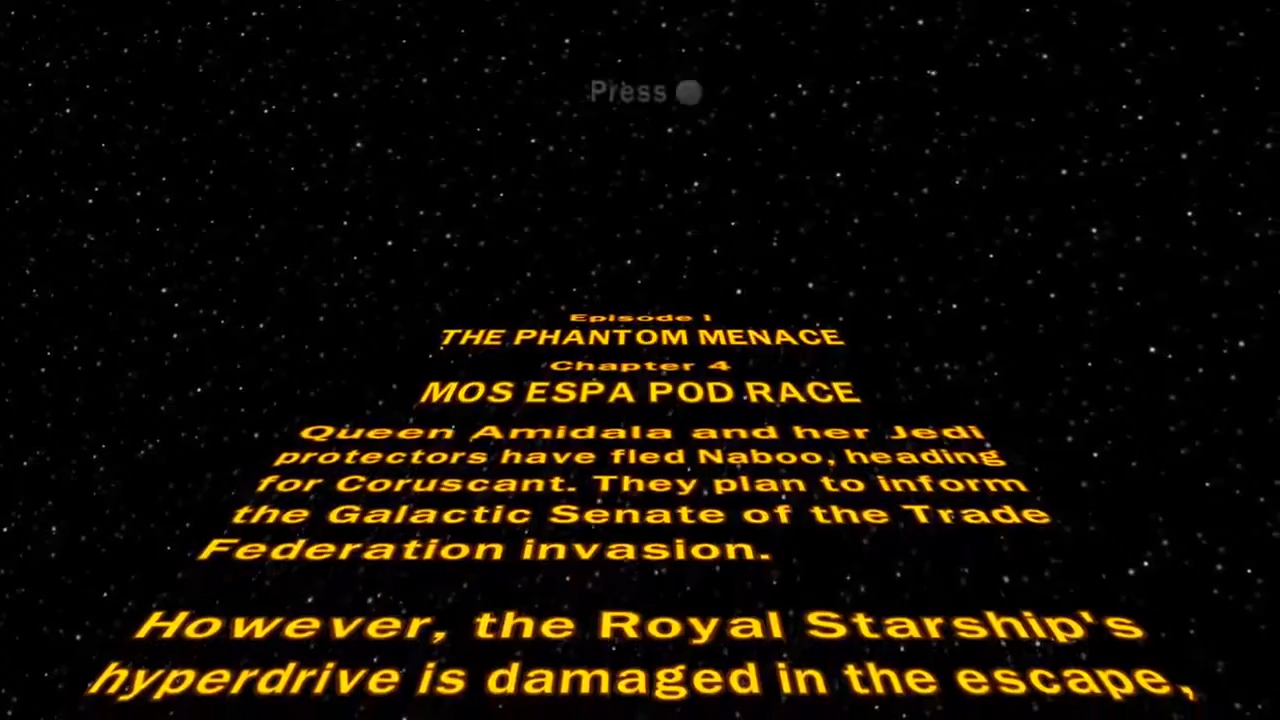 Press
Episode I
THE PHANTOM MENACE
Chapter 4
MOS ESPA POD RACE
Queen Amidala and her Jedi
protectors have fled Naboo, heading
for Coruscant. They plan to inform
the Galactic Senate of the Trade
Federation invasion.
However, the Royal Starship's
hyperdrive is damaged in the escape,